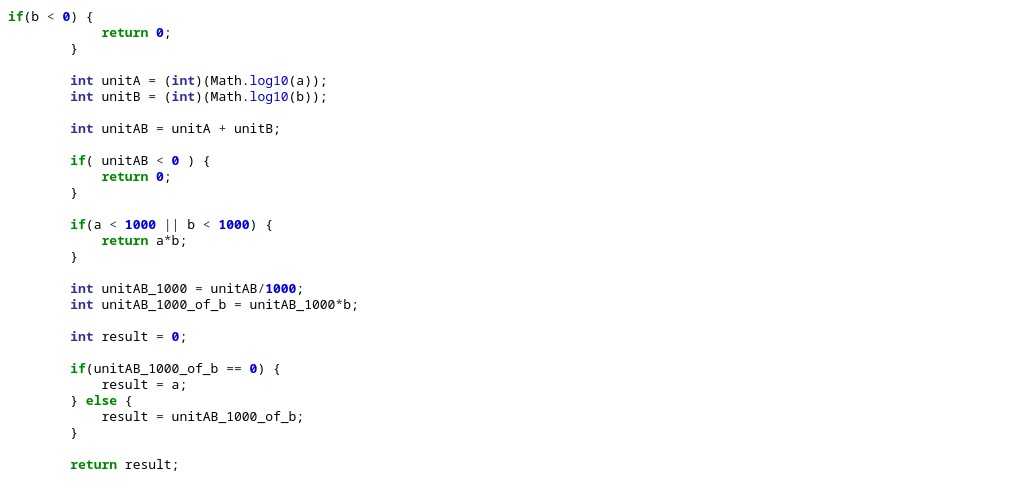 if(b < 0) {
return 0;
}
int unitA = (int)(Math.log10(a));
int unitB = (int)(Math.log10(b));
int unitAB = unitA + unitB;
if( unitAB < 0 ) {
return 0;
}
if(a < 1000 || b < 1000) {
return a*b;
}
int unitAB_1000 = unitAB/1000;
int unitAB_1000_of_b = unitAB_1000*b;
int result = 0;
if(unitAB_1000_of_b == 0) {
result = a;
} else {
result = unitAB_1000_of_b;
}
return result;